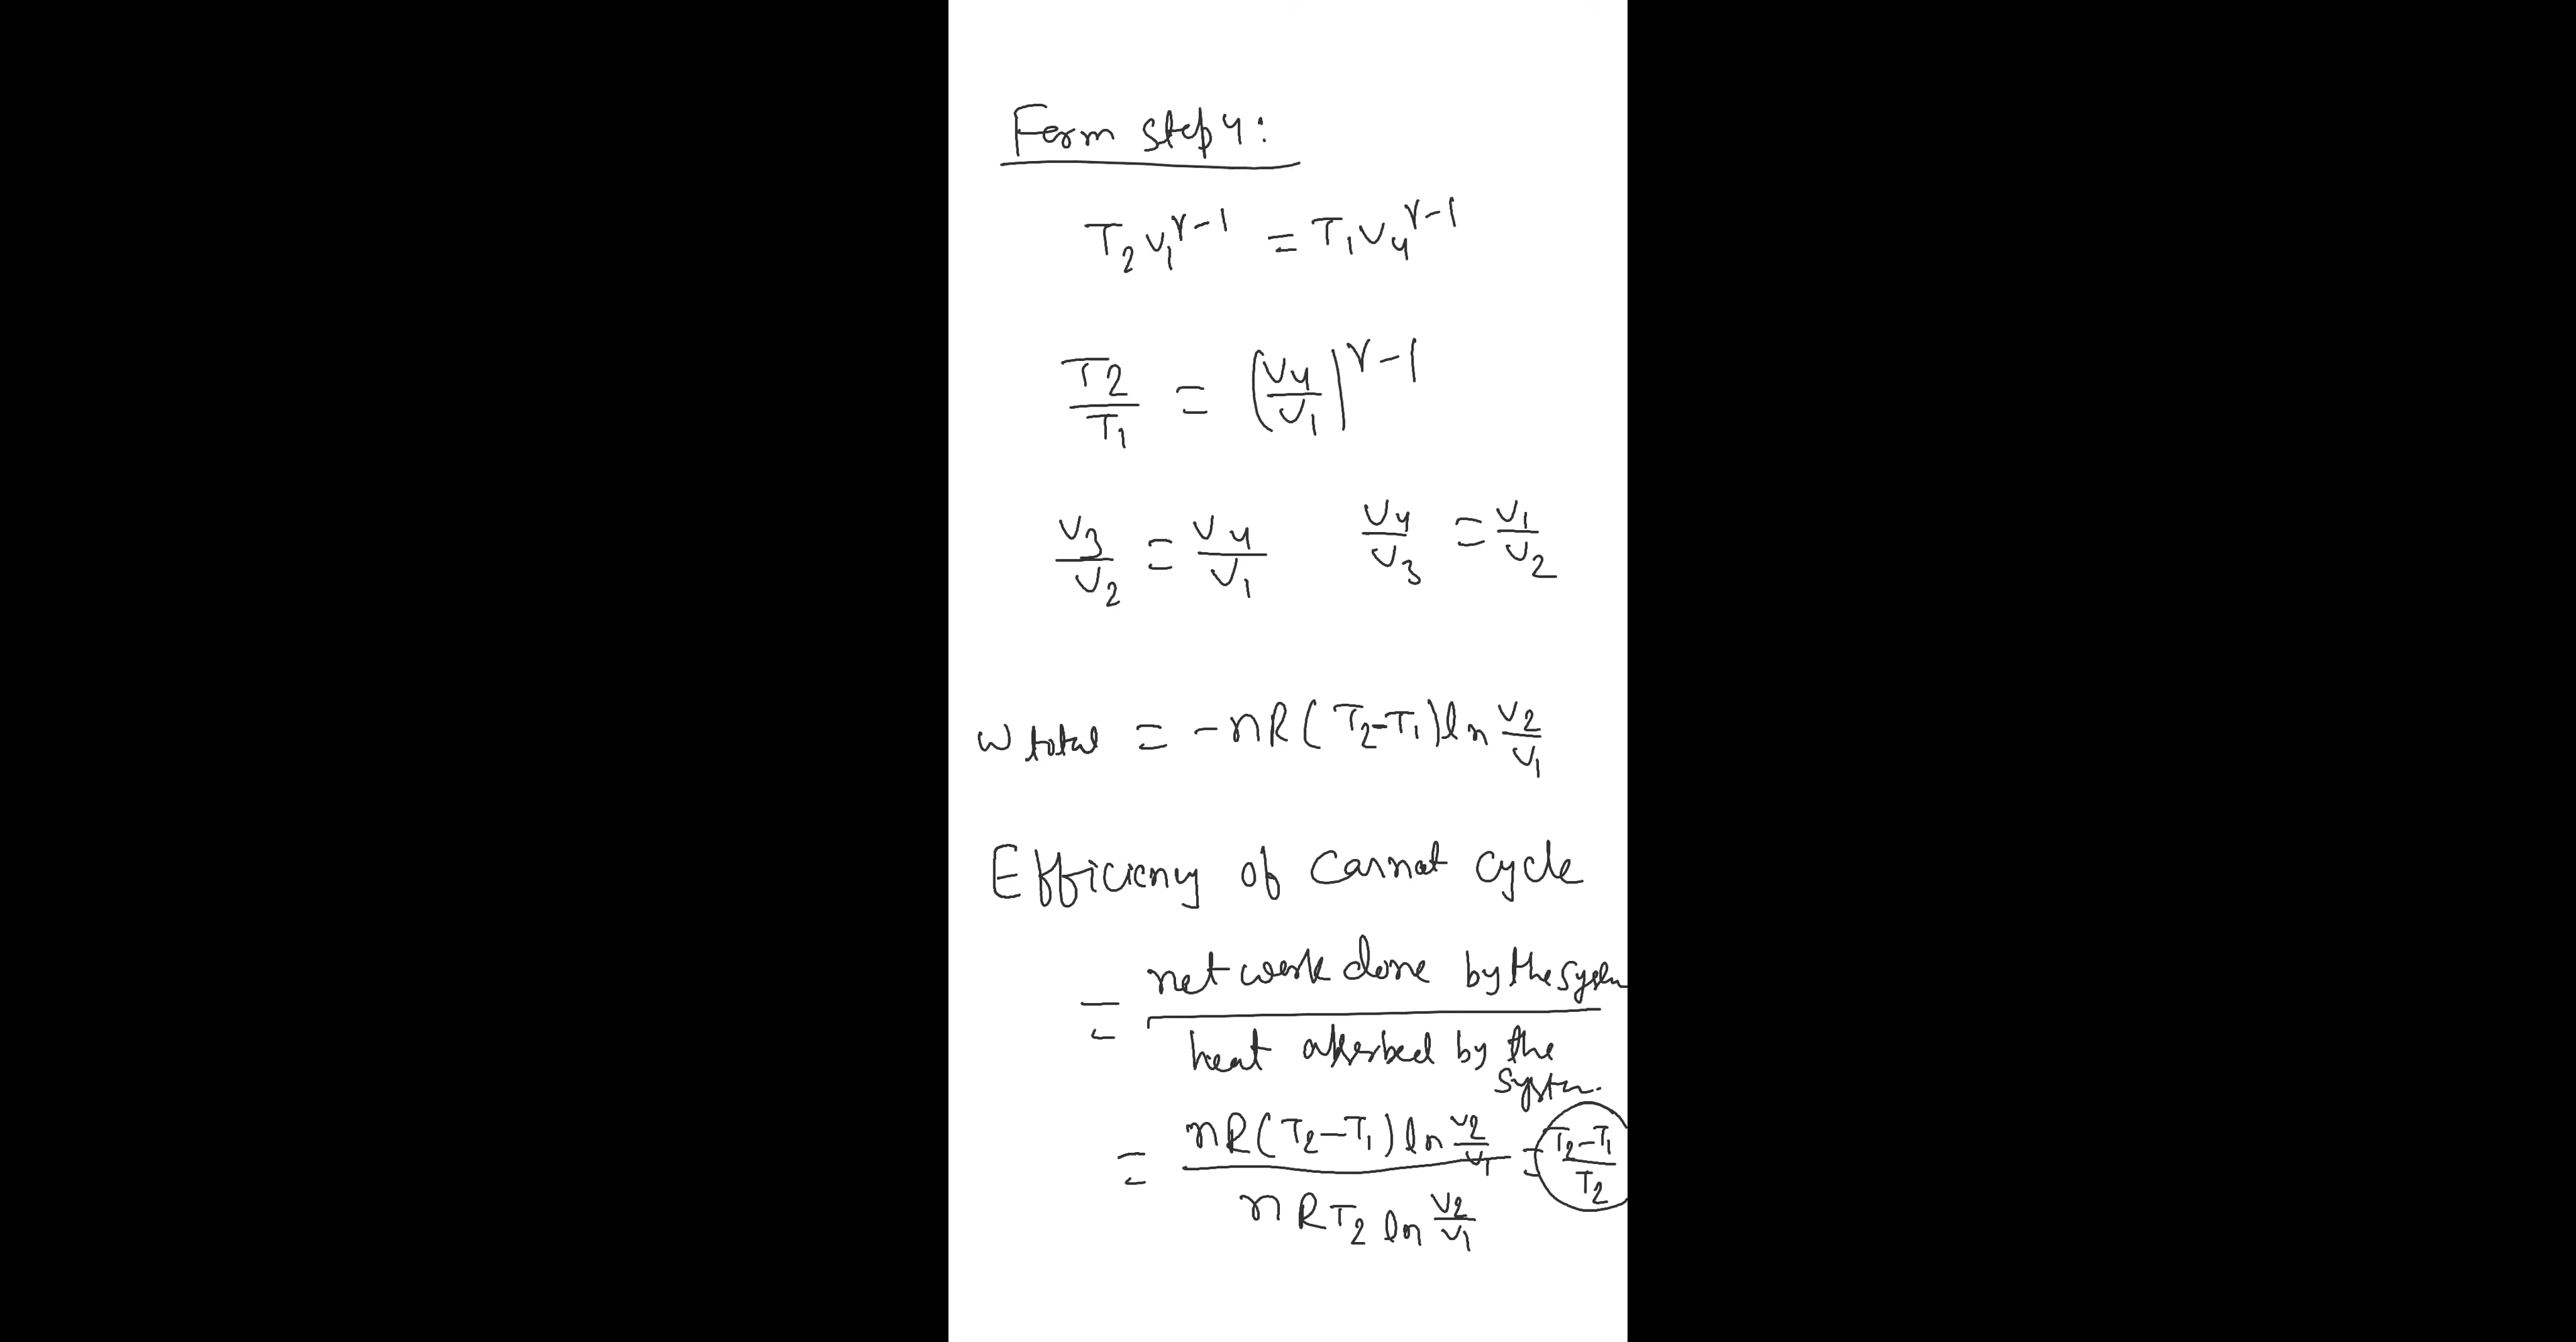 Form step 4:
T₂ V₁^γ-1 = T₁ V₄^γ-1
T₂/T₁ = (V₄/V₁)^γ-1
V₃/V₂ = V₄/V₁   V₄/V₃ = V₁/V₂
W total = -nR(T₂-T₁) ln V₂/V₁
Efficieny of Carnot cycle
= net work done by the system
heat absorbed by the
system.
= nR(T₂-T₁) ln V₂/V₁ / nRT₂ ln V₂/V₁ = T₂-T₁/T₂